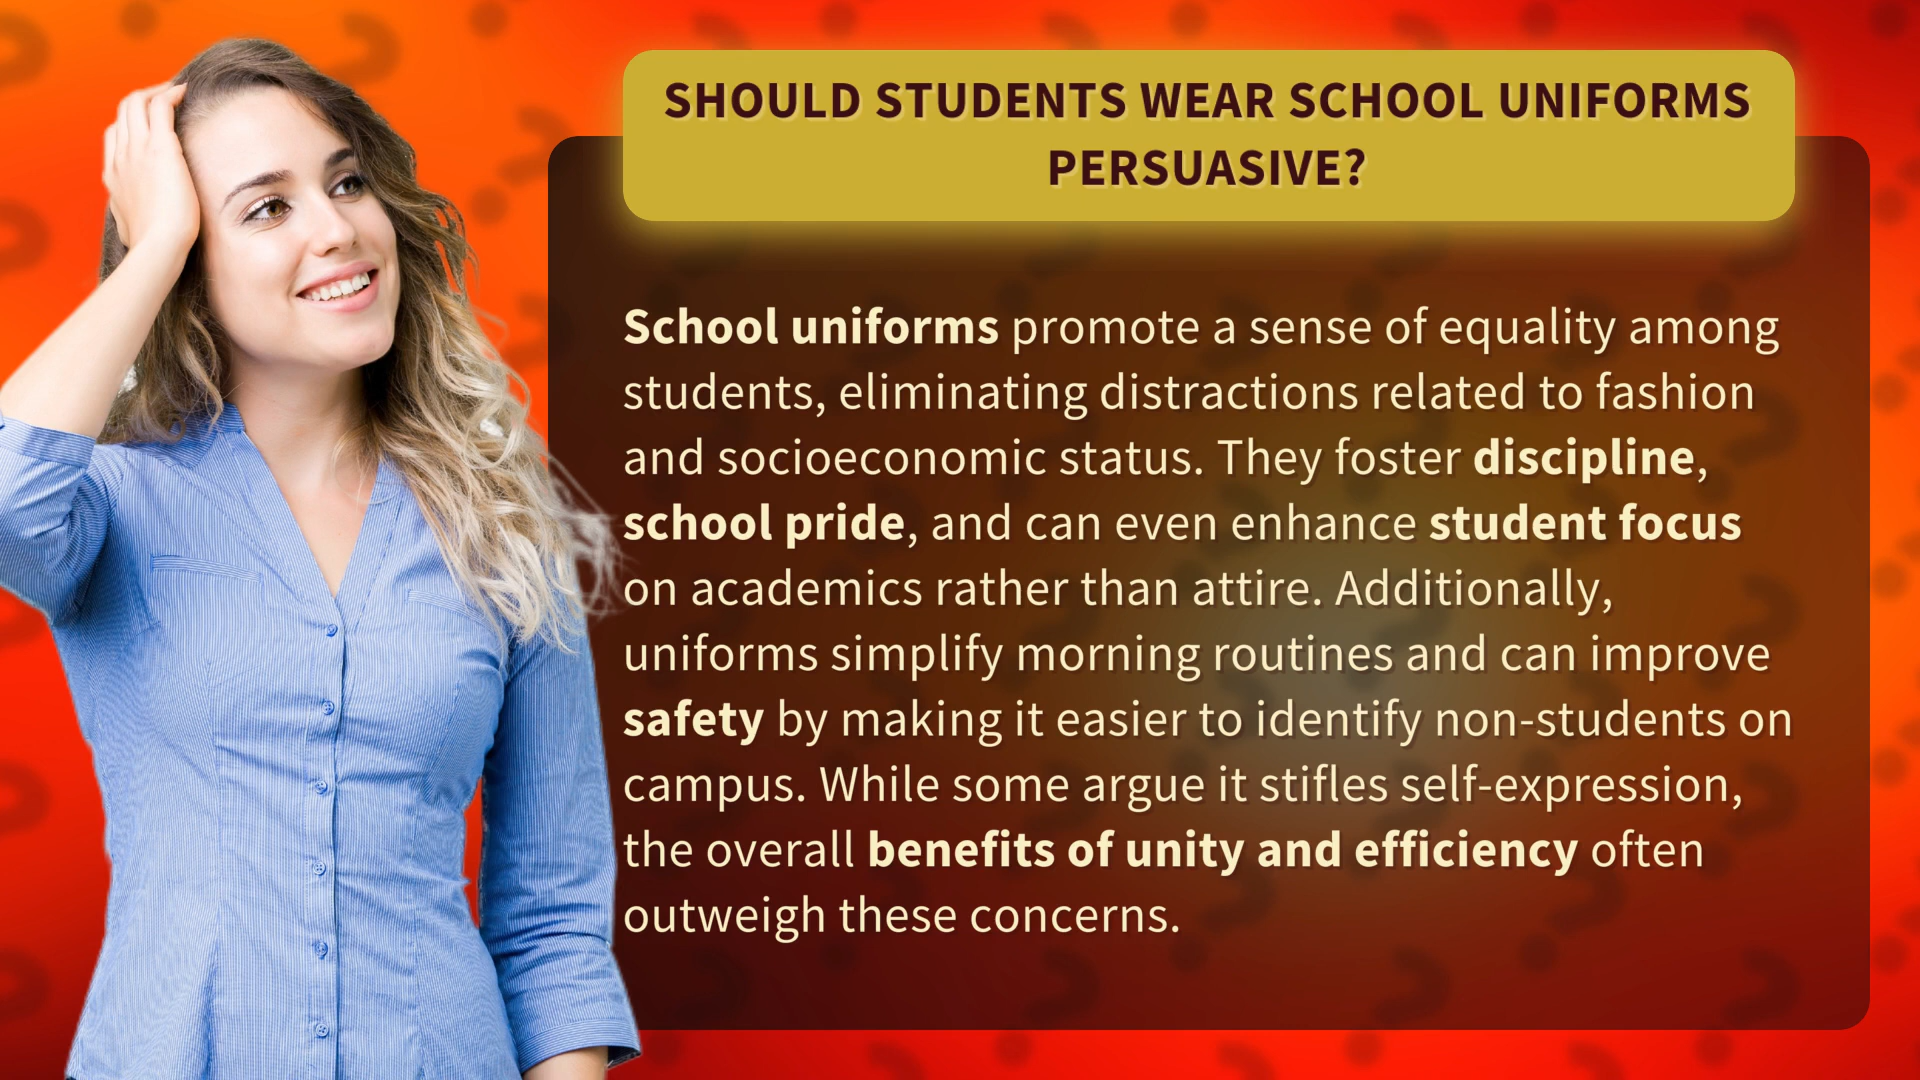 SHOULD STUDENTS WEAR SCHOOL UNIFORMS
PERSUASIVE?
School uniforms promote a sense of equality among
students, eliminating distractions related to fashion
and socioeconomic status. They foster discipline,
school pride, and can even enhance student focus
on academics rather than attire. Additionally,
uniforms simplify morning routines and can improve
safety by making it easier to identify non-students on
campus. While some argue it stifles self-expression,
the overall benefits of unity and efficiency often
outweigh these concerns.